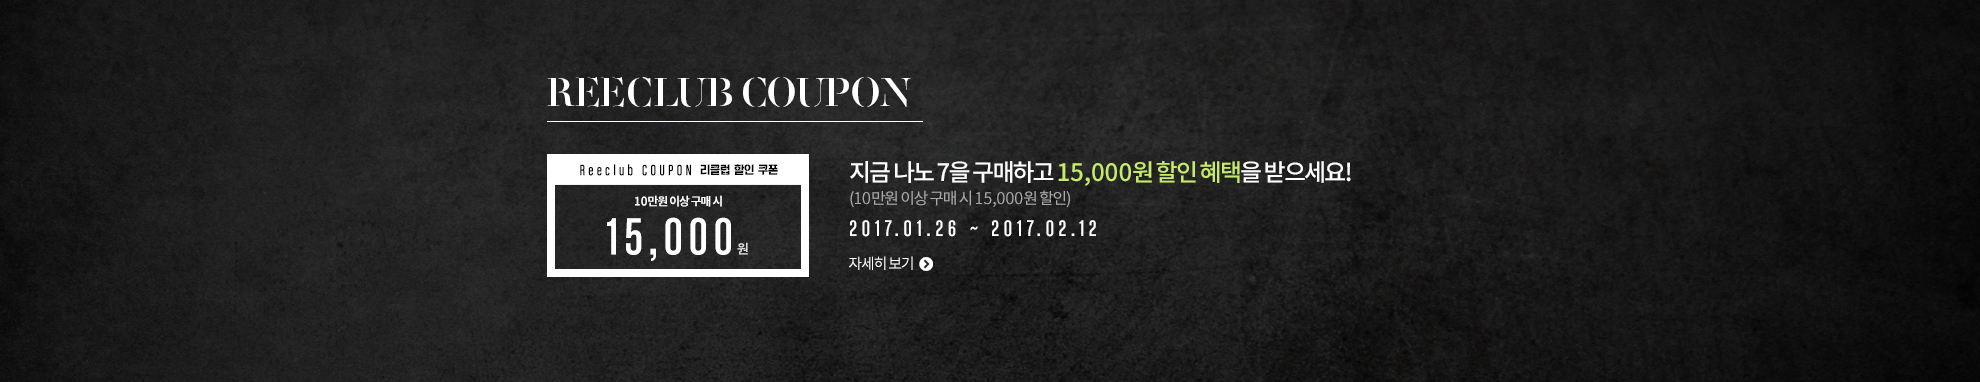 REECLUB COUPON
Reeclub COUPON 리클럽 할인 쿠폰
10만원 이상 구매 시
15,000원
지금 나노 7을 구매하고 15,000원 할인 혜택을 받으세요!
(10만원 이상 구매 시 15,000원 할인)
2017.01.26 ~ 2017.02.12
자세히 보기